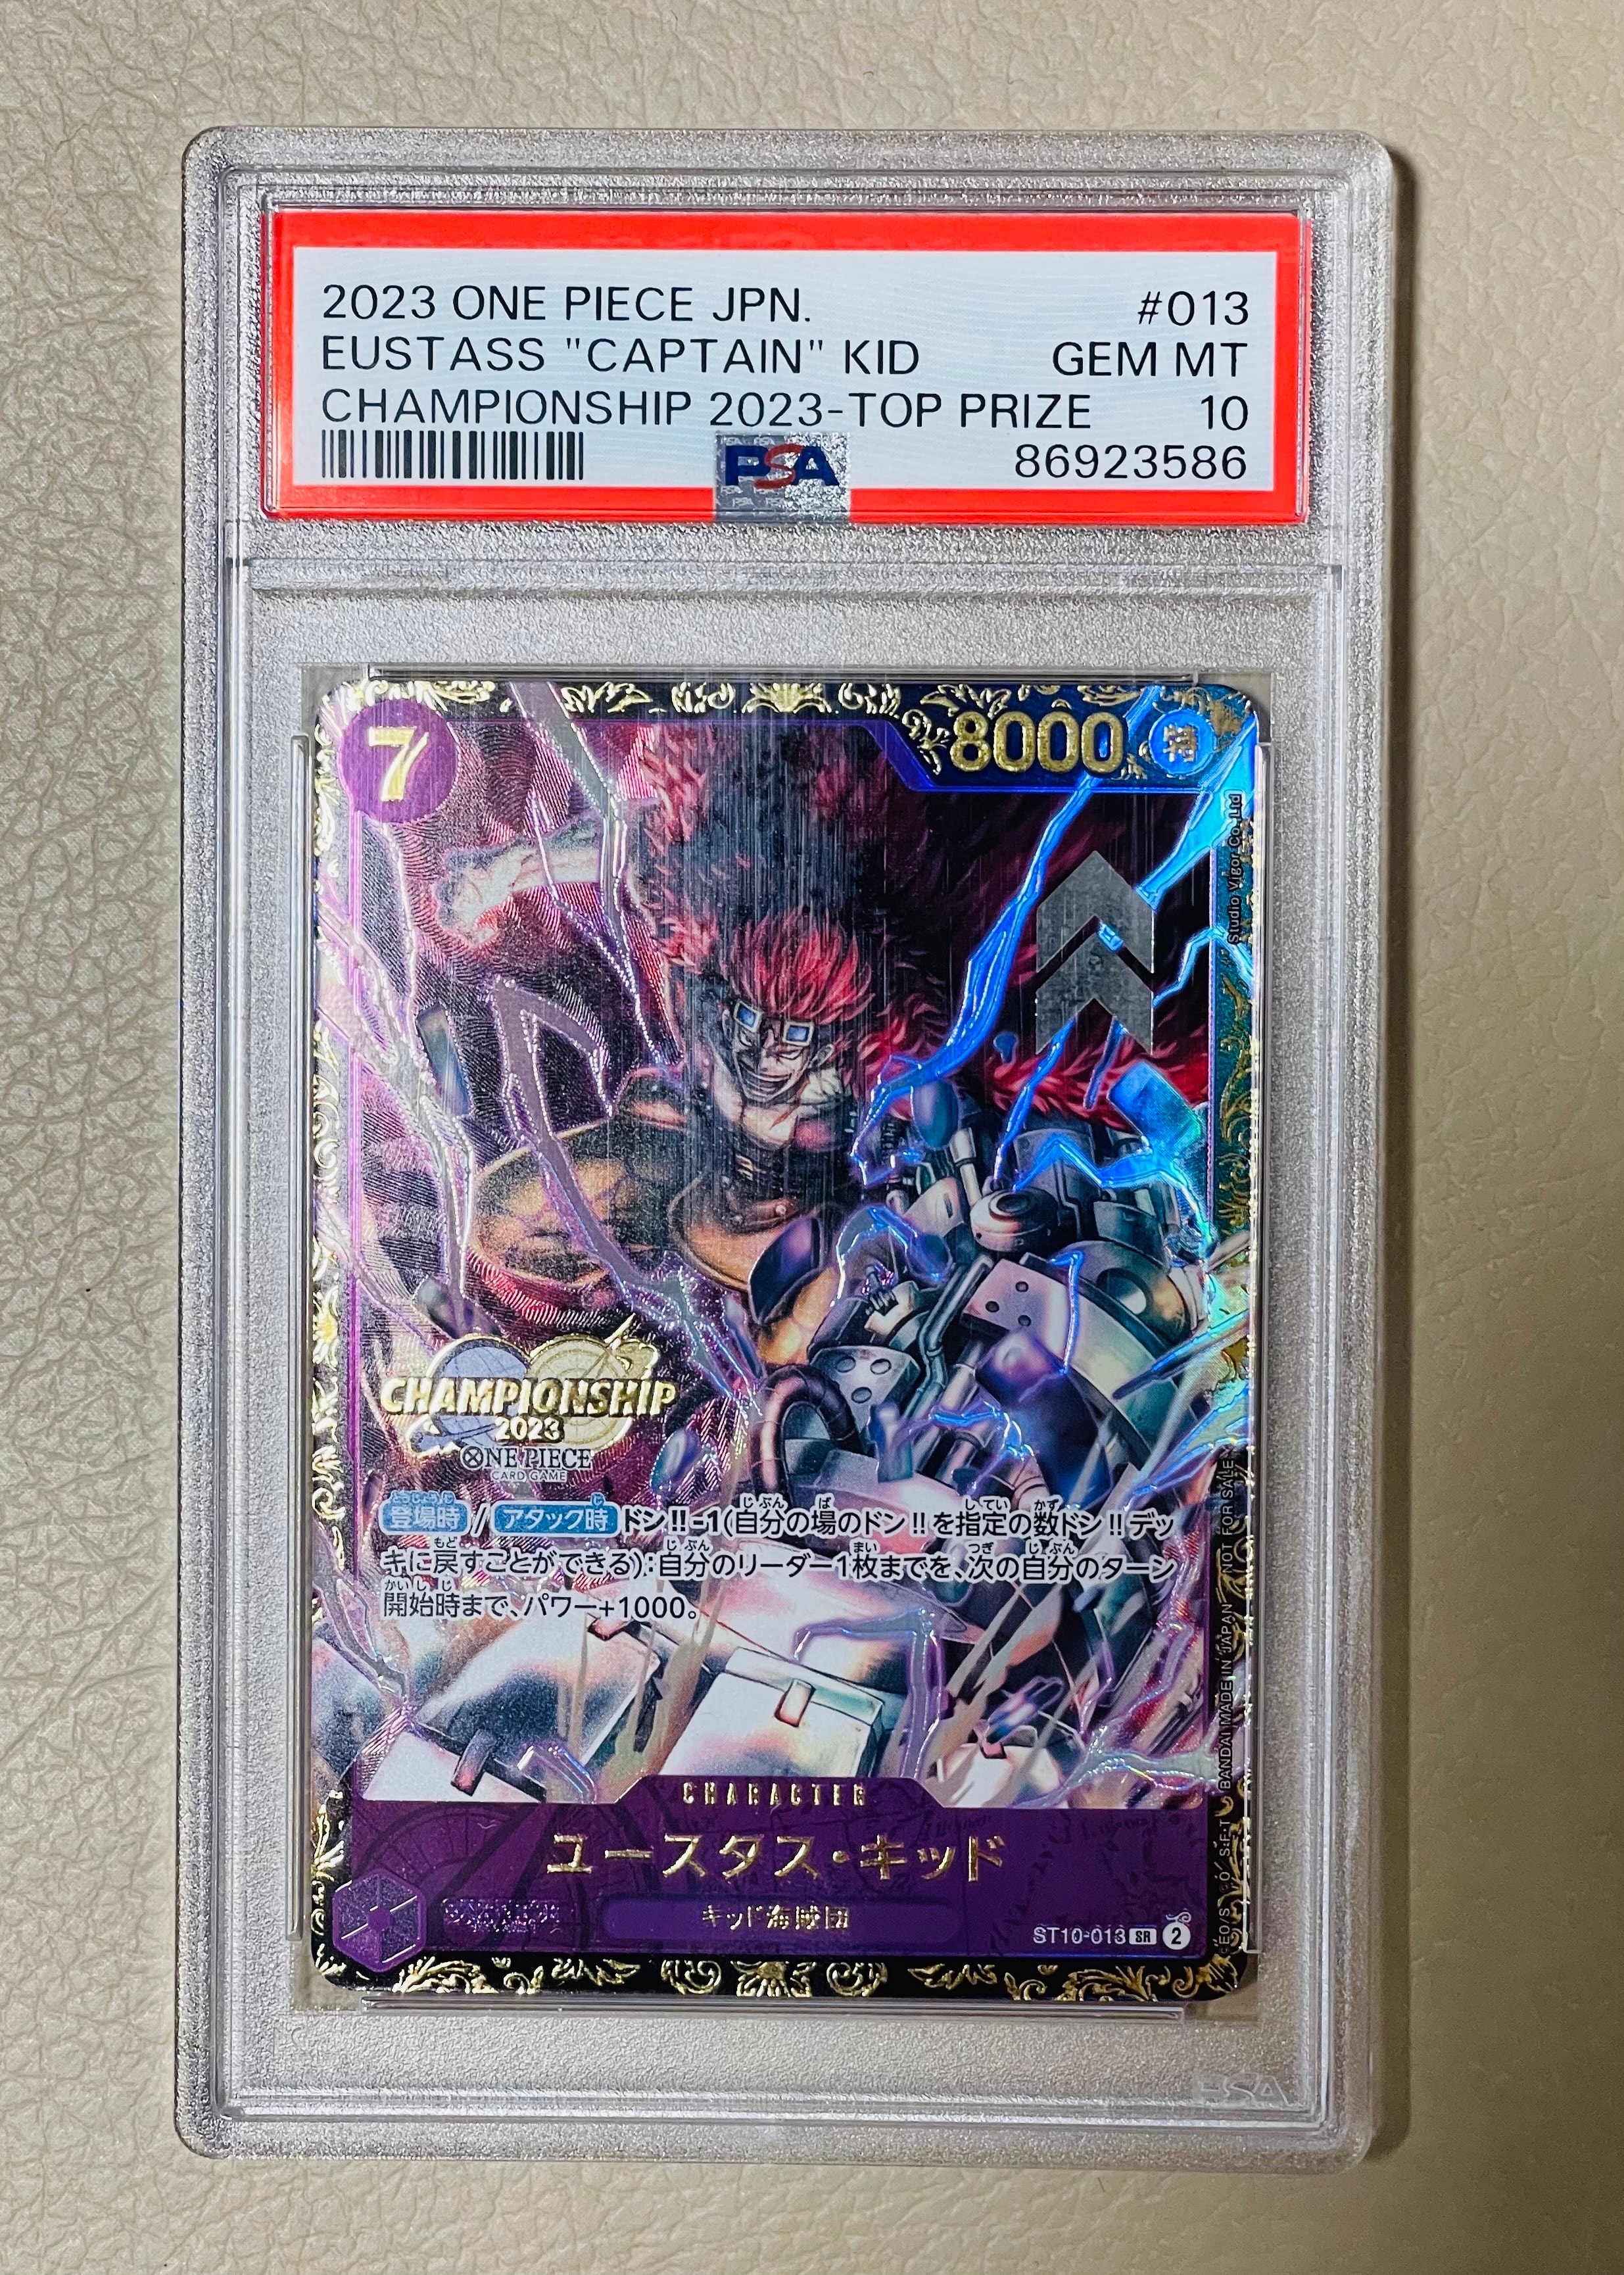 2023 ONE PIECE JPN. #013
EUSTASS "CAPTAIN" KID GEM MT
CHAMPIONSHIP 2023-TOP PRIZE 10
PSA 86923586
7
8000
特
Studio Vigor Co.,Ltd
CHAMPIONSHIP
2023
ONE PIECE
CARD GAME
登場時 / アタック時 ドン!!-1(自分の場のドン!!を指定の数ドン!!デッ
キに戻すことができる):自分のリーダー1枚までを、次の自分のターン
開始時まで、パワー+1000。
BANDAI MADE IN JAPAN NOT FOR SALE
CHARACTER
ユースタス・キッド
キッド海賊団
ST10-013 SR 2
PSA